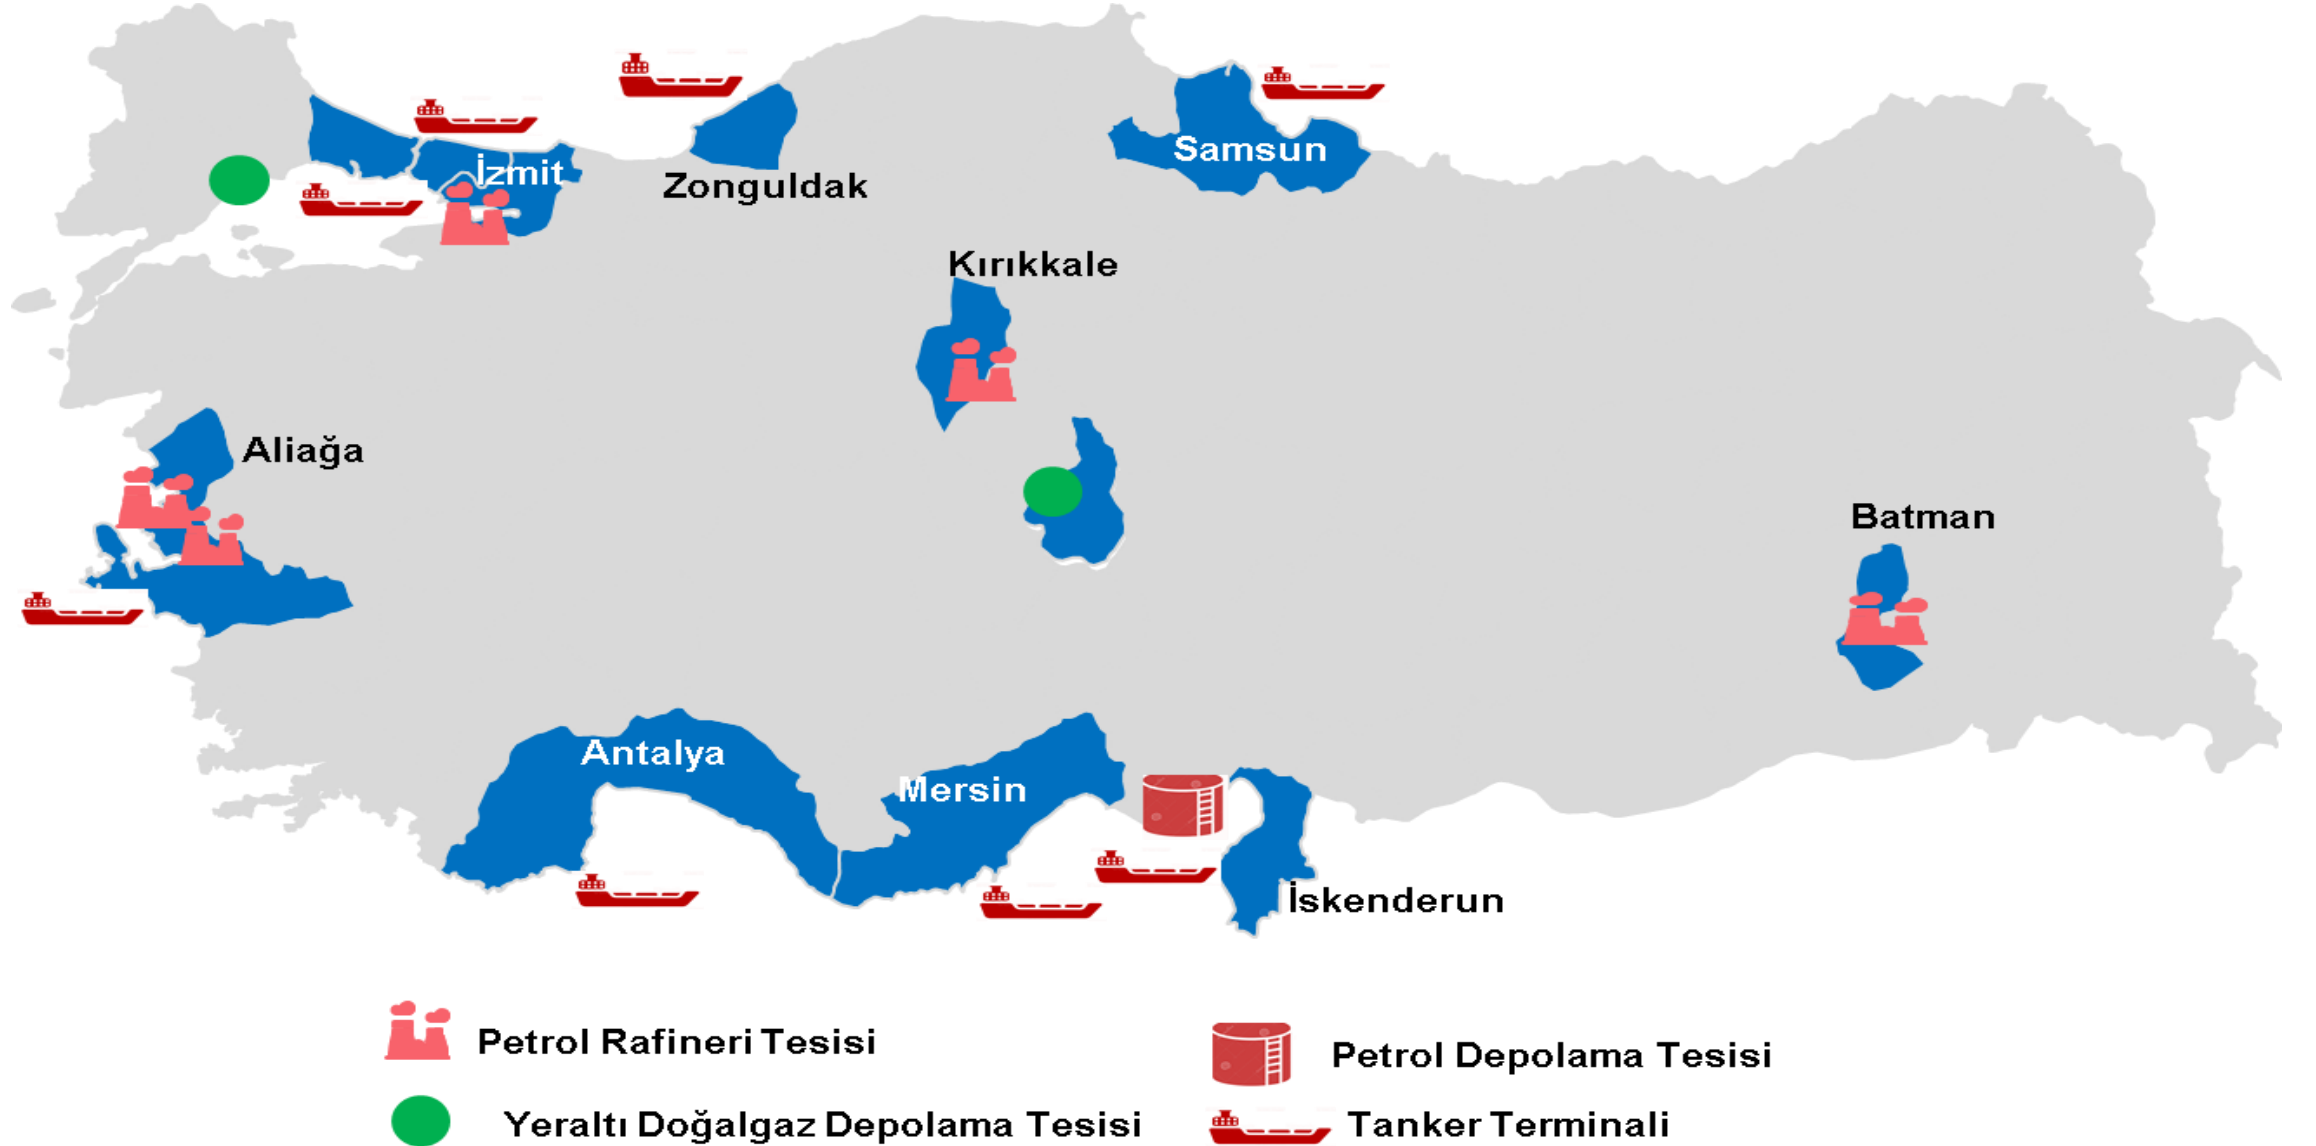 Samsun
İzmit
Zonguldak
Kırıkkale
Aliağa
Batman
Antalya
Mersin
İskenderun
Petrol Rafineri Tesisi
Petrol Depolama Tesisi
Yeraltı Doğalgaz Depolama Tesisi
Tanker Terminali